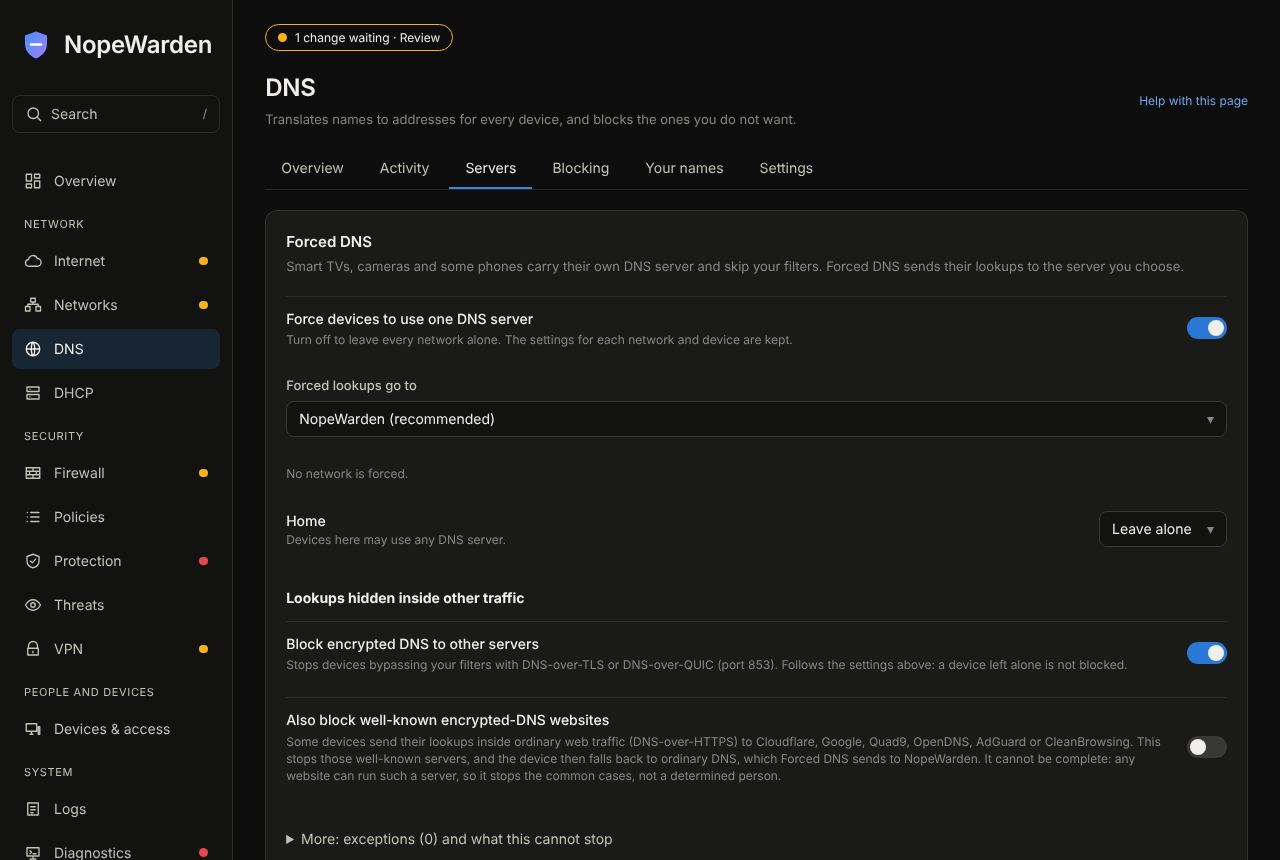 NopeWarden
Search /
Overview
NETWORK
Internet
Networks
DNS
DHCP
SECURITY
Firewall
Policies
Protection
Threats
VPN
PEOPLE AND DEVICES
Devices & access
SYSTEM
Logs
Diagnostics
1 change waiting · Review
DNS
Translates names to addresses for every device, and blocks the ones you do not want.
Help with this page
Overview Activity Servers Blocking Your names Settings
Forced DNS
Smart TVs, cameras and some phones carry their own DNS server and skip your filters. Forced DNS sends their lookups to the server you choose.
Force devices to use one DNS server
Turn off to leave every network alone. The settings for each network and device are kept.
Forced lookups go to
NopeWarden (recommended)
No network is forced.
Home
Devices here may use any DNS server.
Leave alone
Lookups hidden inside other traffic
Block encrypted DNS to other servers
Stops devices bypassing your filters with DNS-over-TLS or DNS-over-QUIC (port 853). Follows the settings above: a device left alone is not blocked.
Also block well-known encrypted-DNS websites
Some devices send their lookups inside ordinary web traffic (DNS-over-HTTPS) to Cloudflare, Google, Quad9, OpenDNS, AdGuard or CleanBrowsing. This
stops those well-known servers, and the device then falls back to ordinary DNS, which Forced DNS sends to NopeWarden. It cannot be complete: any
website can run such a server, so it stops the common cases, not a determined person.
More: exceptions (0) and what this cannot stop